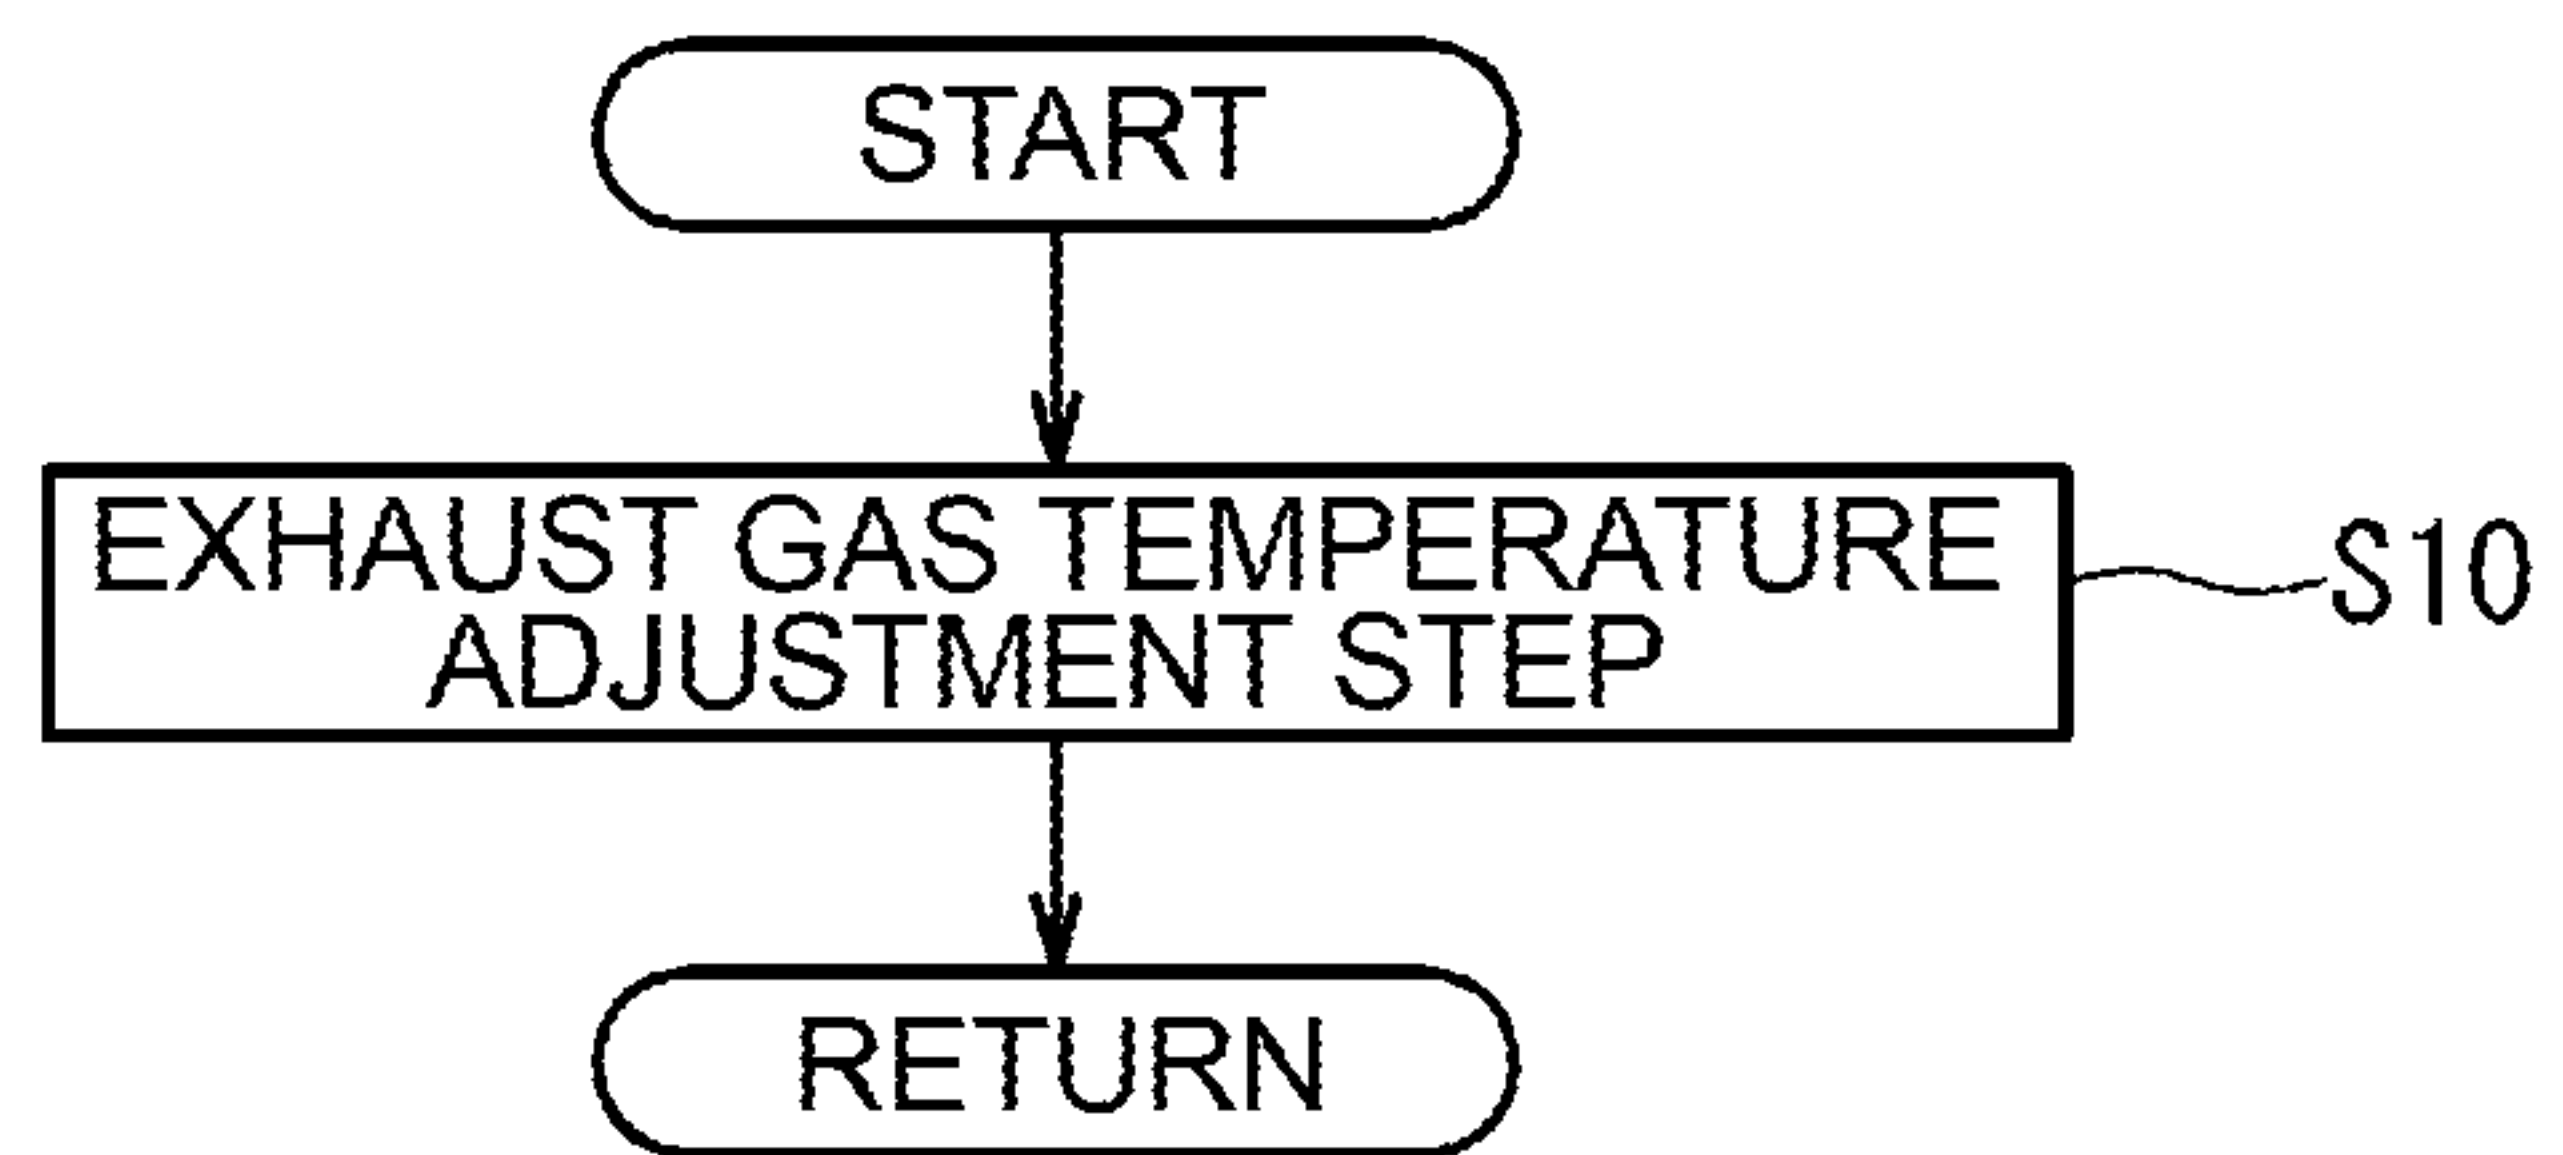 START
EXHAUST GAS TEMPERATURE
ADJUSTMENT STEP
S10
RETURN